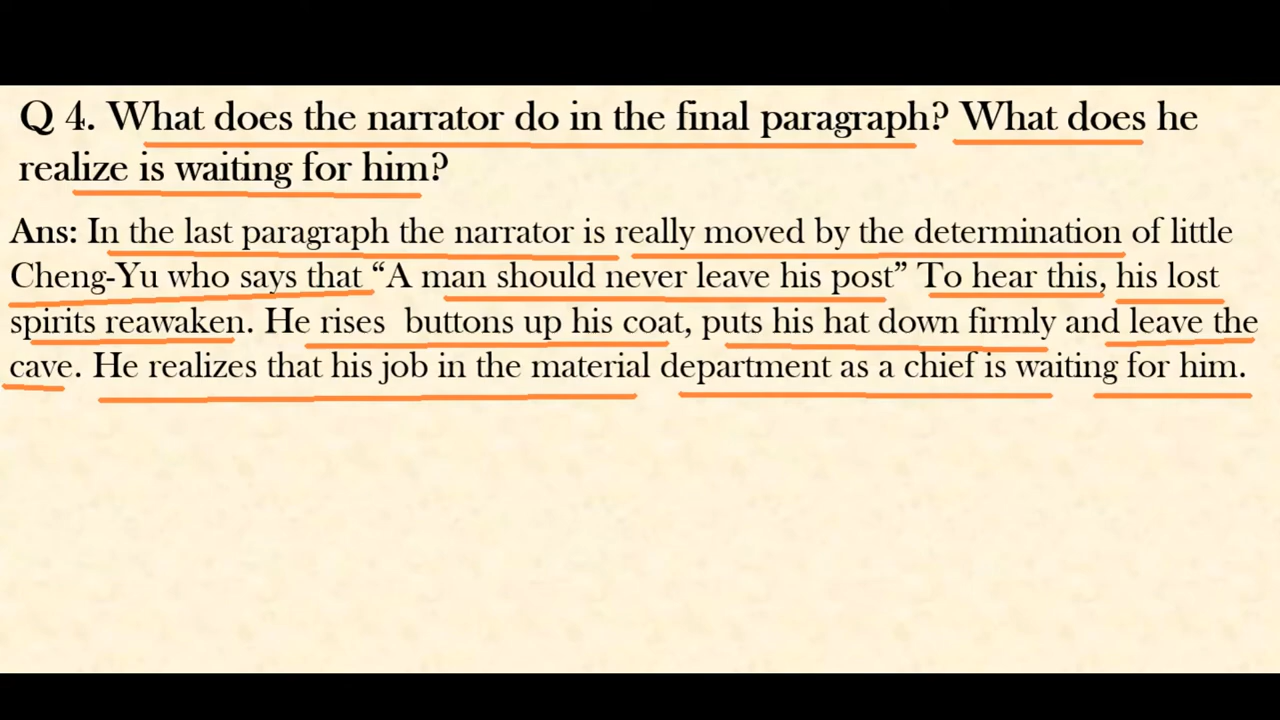 Q 4. What does the narrator do in the final paragraph? What does he
realize is waiting for him?
Ans: In the last paragraph the narrator is really moved by the determination of little
Cheng-Yu who says that “A man should never leave his post” To hear this, his lost
spirits reawaken. He rises buttons up his coat, puts his hat down firmly and leave the
cave. He realizes that his job in the material department as a chief is waiting for him.